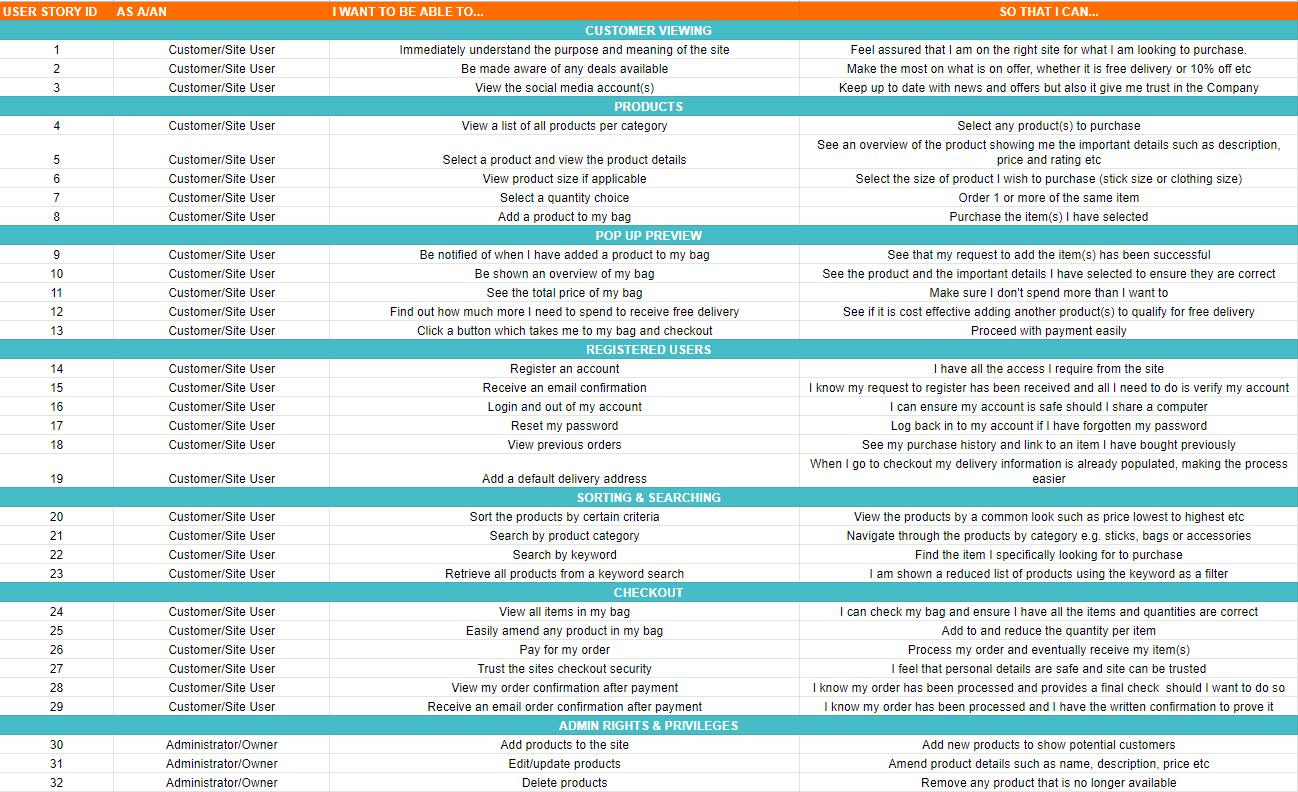 USER STORY ID AS A/AN I WANT TO BE ABLE TO... SO THAT I CAN...
CUSTOMER VIEWING
1 Customer/Site User Immediately understand the purpose and meaning of the site Feel assured that I am on the right site for what I am looking to purchase.
2 Customer/Site User Be made aware of any deals available Make the most on what is on offer, whether it is free delivery or 10% off etc
3 Customer/Site User View the social media account(s) Keep up to date with news and offers but also it give me trust in the Company
PRODUCTS
4 Customer/Site User View a list of all products per category Select any product(s) to purchase
See an overview of the product showing me the important details such as description,
5 Customer/Site User Select a product and view the product details price and rating etc
6 Customer/Site User View product size if applicable Select the size of product I wish to purchase (stick size or clothing size)
7 Customer/Site User Select a quantity choice Order 1 or more of the same item
8 Customer/Site User Add a product to my bag Purchase the item(s) I have selected
POP UP PREVIEW
9 Customer/Site User Be notified of when I have added a product to my bag See that my request to add the item(s) has been successful
10 Customer/Site User Be shown an overview of my bag See the product and the important details I have selected to ensure they are correct
11 Customer/Site User See the total price of my bag Make sure I don't spend more than I want to
12 Customer/Site User Find out how much more I need to spend to receive free delivery See if it is cost effective adding another product(s) to qualify for free delivery
13 Customer/Site User Click a button which takes me to my bag and checkout Proceed with payment easily
REGISTERED USERS
14 Customer/Site User Register an account I have all the access I require from the site
15 Customer/Site User Receive an email confirmation I know my request to register has been received and all I need to do is verify my account
16 Customer/Site User Login and out of my account I can ensure my account is safe should I share a computer
17 Customer/Site User Reset my password Log back in to my account if I have forgotten my password
18 Customer/Site User View previous orders See my purchase history and link to an item I have bought previously
When I go to checkout my delivery information is already populated, making the process
19 Customer/Site User Add a default delivery address easier
SORTING & SEARCHING
20 Customer/Site User Sort the products by certain criteria View the products by a common look such as price lowest to highest etc
21 Customer/Site User Search by product category Navigate through the products by category e.g. sticks, bags or accessories
22 Customer/Site User Search by keyword Find the item I specifically looking for to purchase
23 Customer/Site User Retrieve all products from a keyword search I am shown a reduced list of products using the keyword as a filter
CHECKOUT
24 Customer/Site User View all items in my bag I can check my bag and ensure I have all the items and quantities are correct
25 Customer/Site User Easily amend any product in my bag Add to and reduce the quantity per item
26 Customer/Site User Pay for my order Process my order and eventually receive my item(s)
27 Customer/Site User Trust the sites checkout security I feel that personal details are safe and site can be trusted
28 Customer/Site User View my order confirmation after payment I know my order has been processed and provides a final check should I want to do so
29 Customer/Site User Receive an email order confirmation after payment I know my order has been processed and I have the written confirmation to prove it
ADMIN RIGHTS & PRIVILEGES
30 Administrator/Owner Add products to the site Add new products to show potential customers
31 Administrator/Owner Edit/update products Amend product details such as name, description, price etc
32 Administrator/Owner Delete products Remove any product that is no longer available